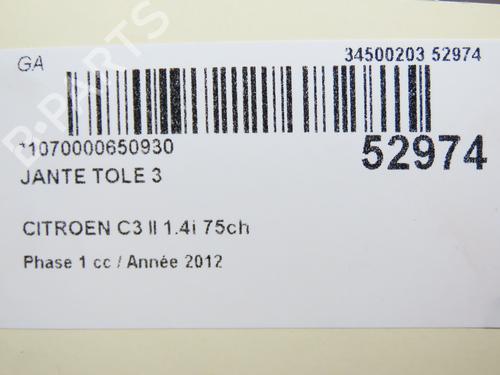 GA
34500203 52974
*1070000650930
52974
JANTE TOLE 3
CITROEN C3 II 1.4i 75ch
Phase 1 cc / Année 2012
B-PARTS